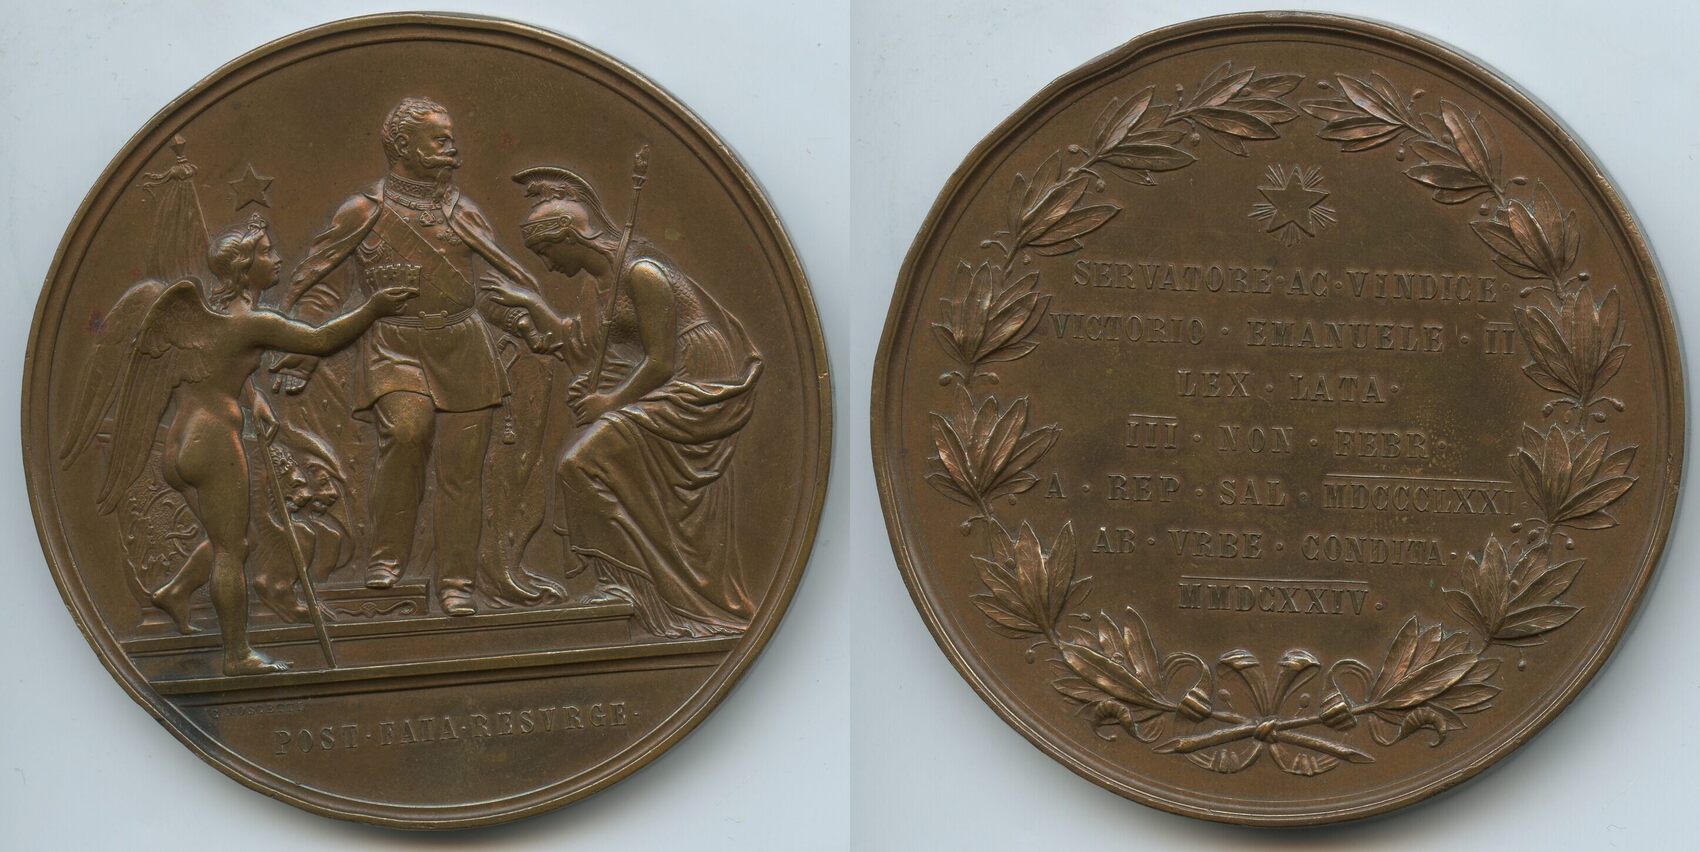 POST·FATA·RESVRGE·
SERVATORE·AC·VINDICE·
VICTORIO·EMANUELE·II
LEX·LATA·
III·NON·FEBR·
A·REP·SAL·MDCCCLXXI
AB·VRBE·CONDITA·
MMDCXXIV·